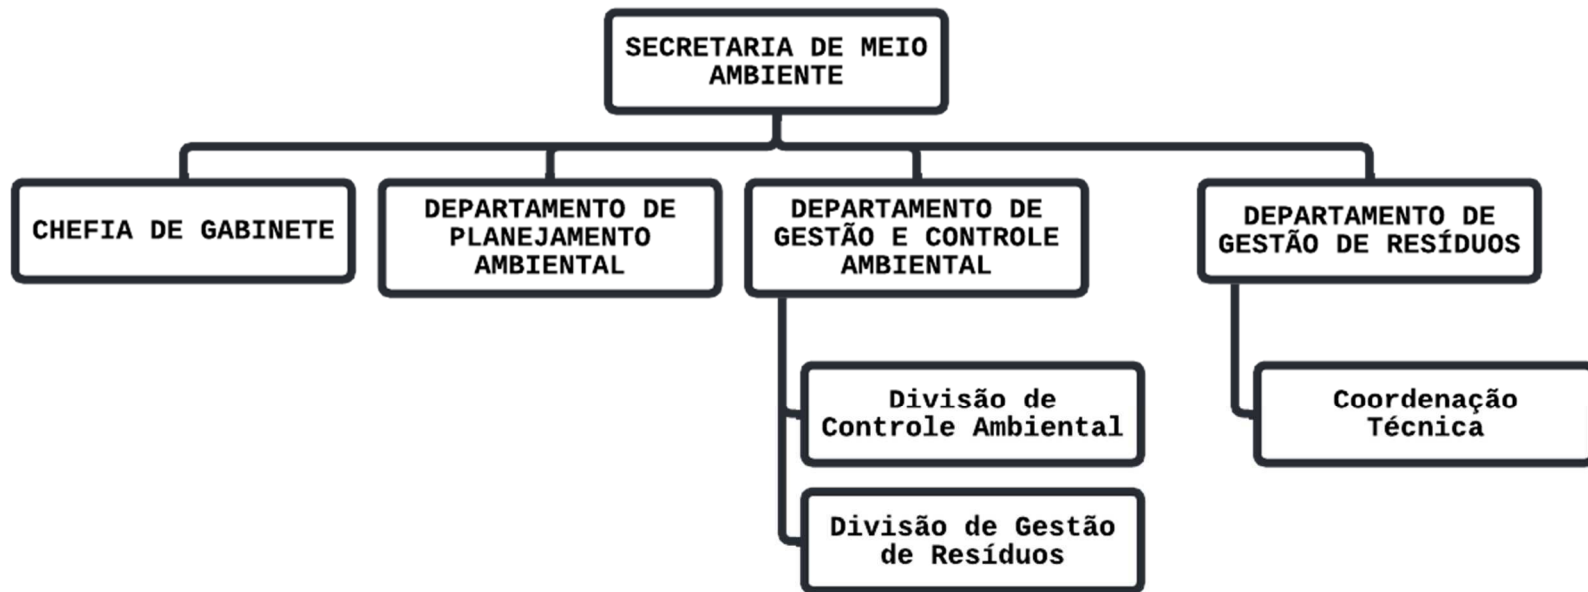 SECRETARIA DE MEIO
AMBIENTE
CHEFIA DE GABINETE
DEPARTAMENTO DE
PLANEJAMENTO
AMBIENTAL
DEPARTAMENTO DE
GESTÃO E CONTROLE
AMBIENTAL
DEPARTAMENTO DE
GESTÃO DE RESÍDUOS
Divisão de
Controle Ambiental
Divisão de Gestão
de Resíduos
Coordenação
Técnica